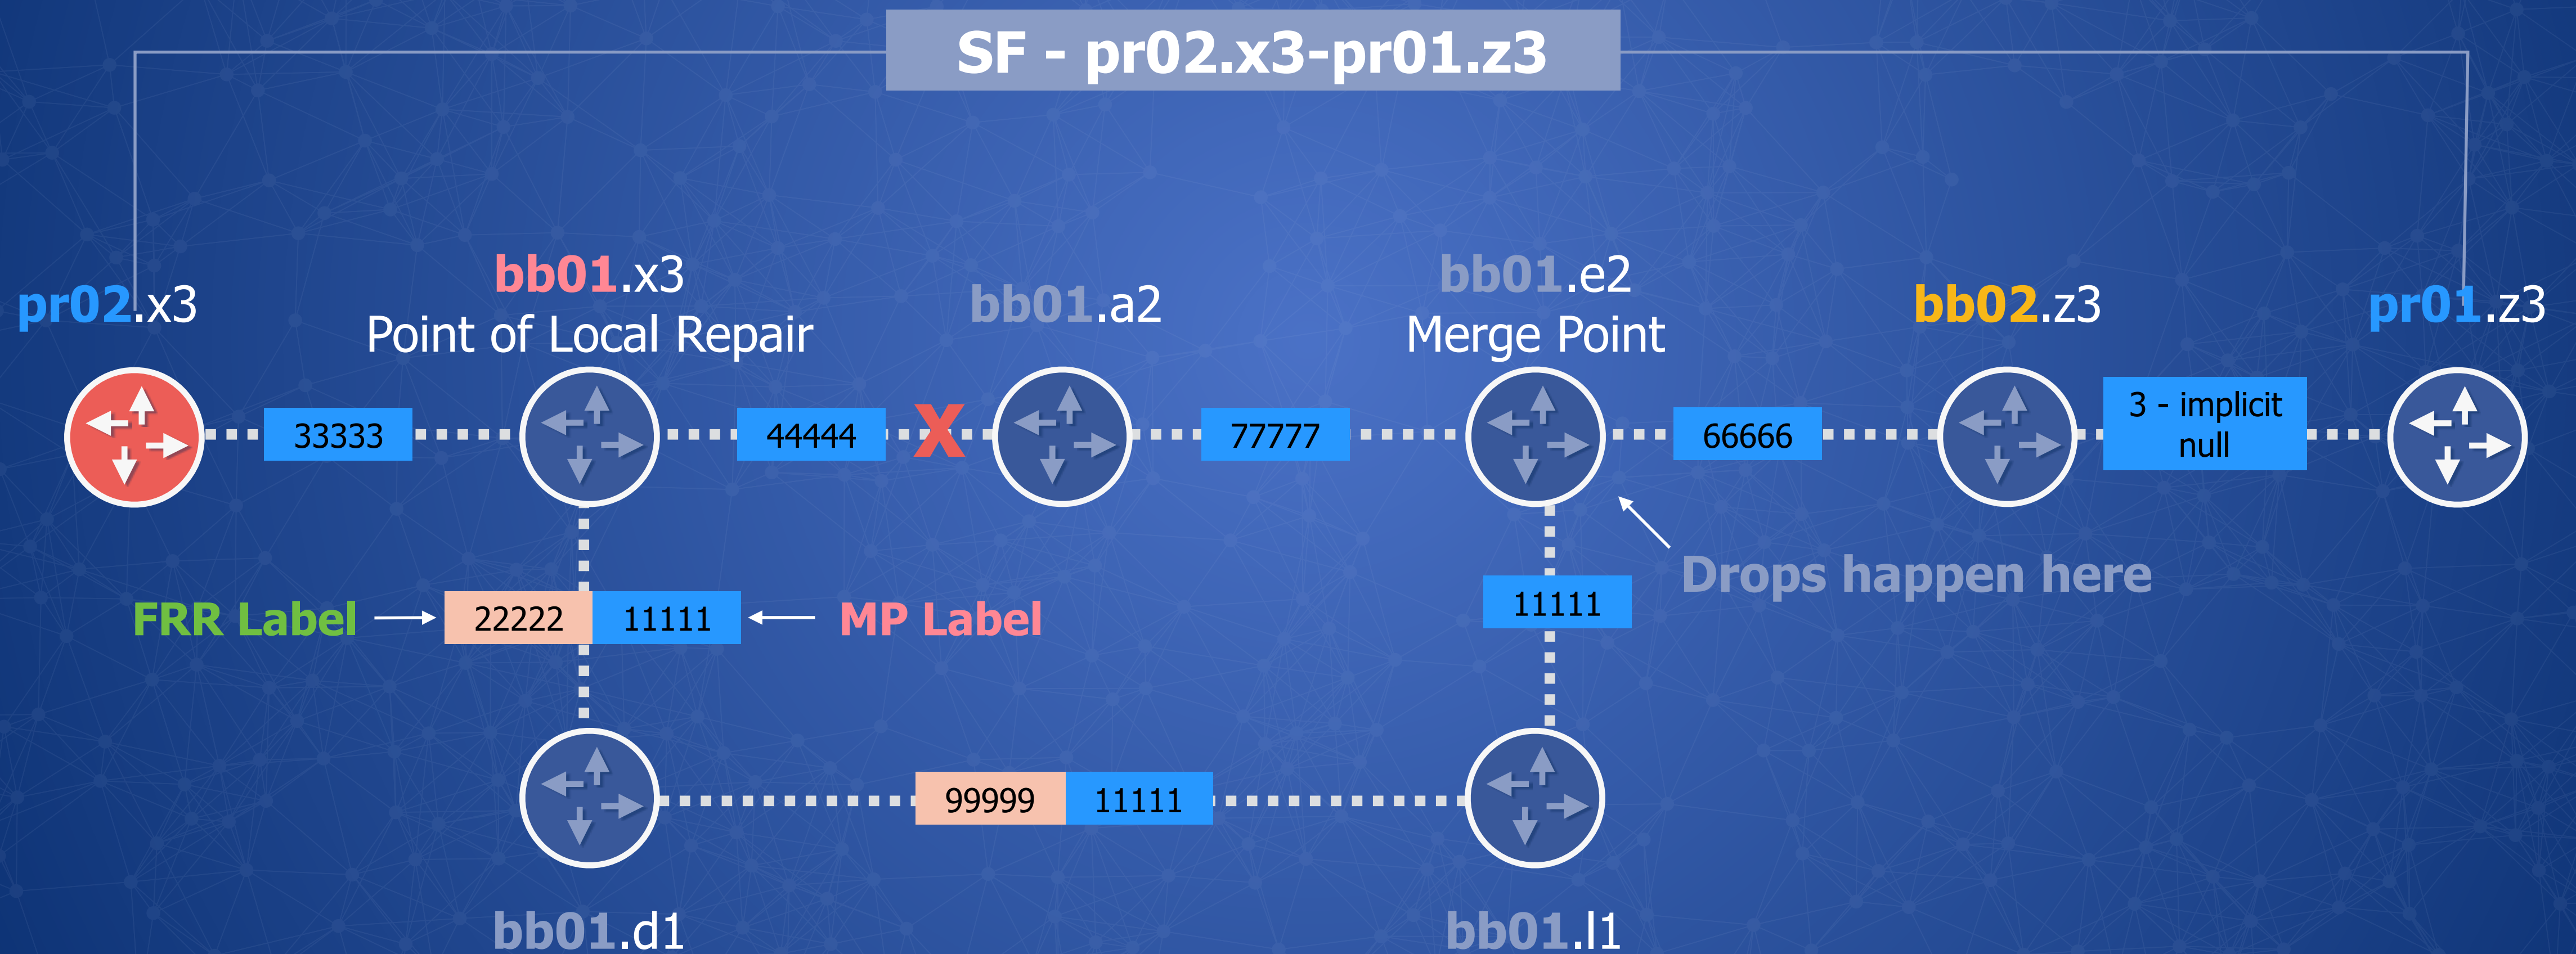 SF - pr02.x3-pr01.z3
pr02.x3
bb01.x3
Point of Local Repair
bb01.a2
bb01.e2
Merge Point
bb02.z3
pr01.z3
33333
44444
X
77777
66666
3 - implicit
null
Drops happen here
FRR Label
22222
11111
MP Label
11111
99999
11111
bb01.d1
bb01.l1